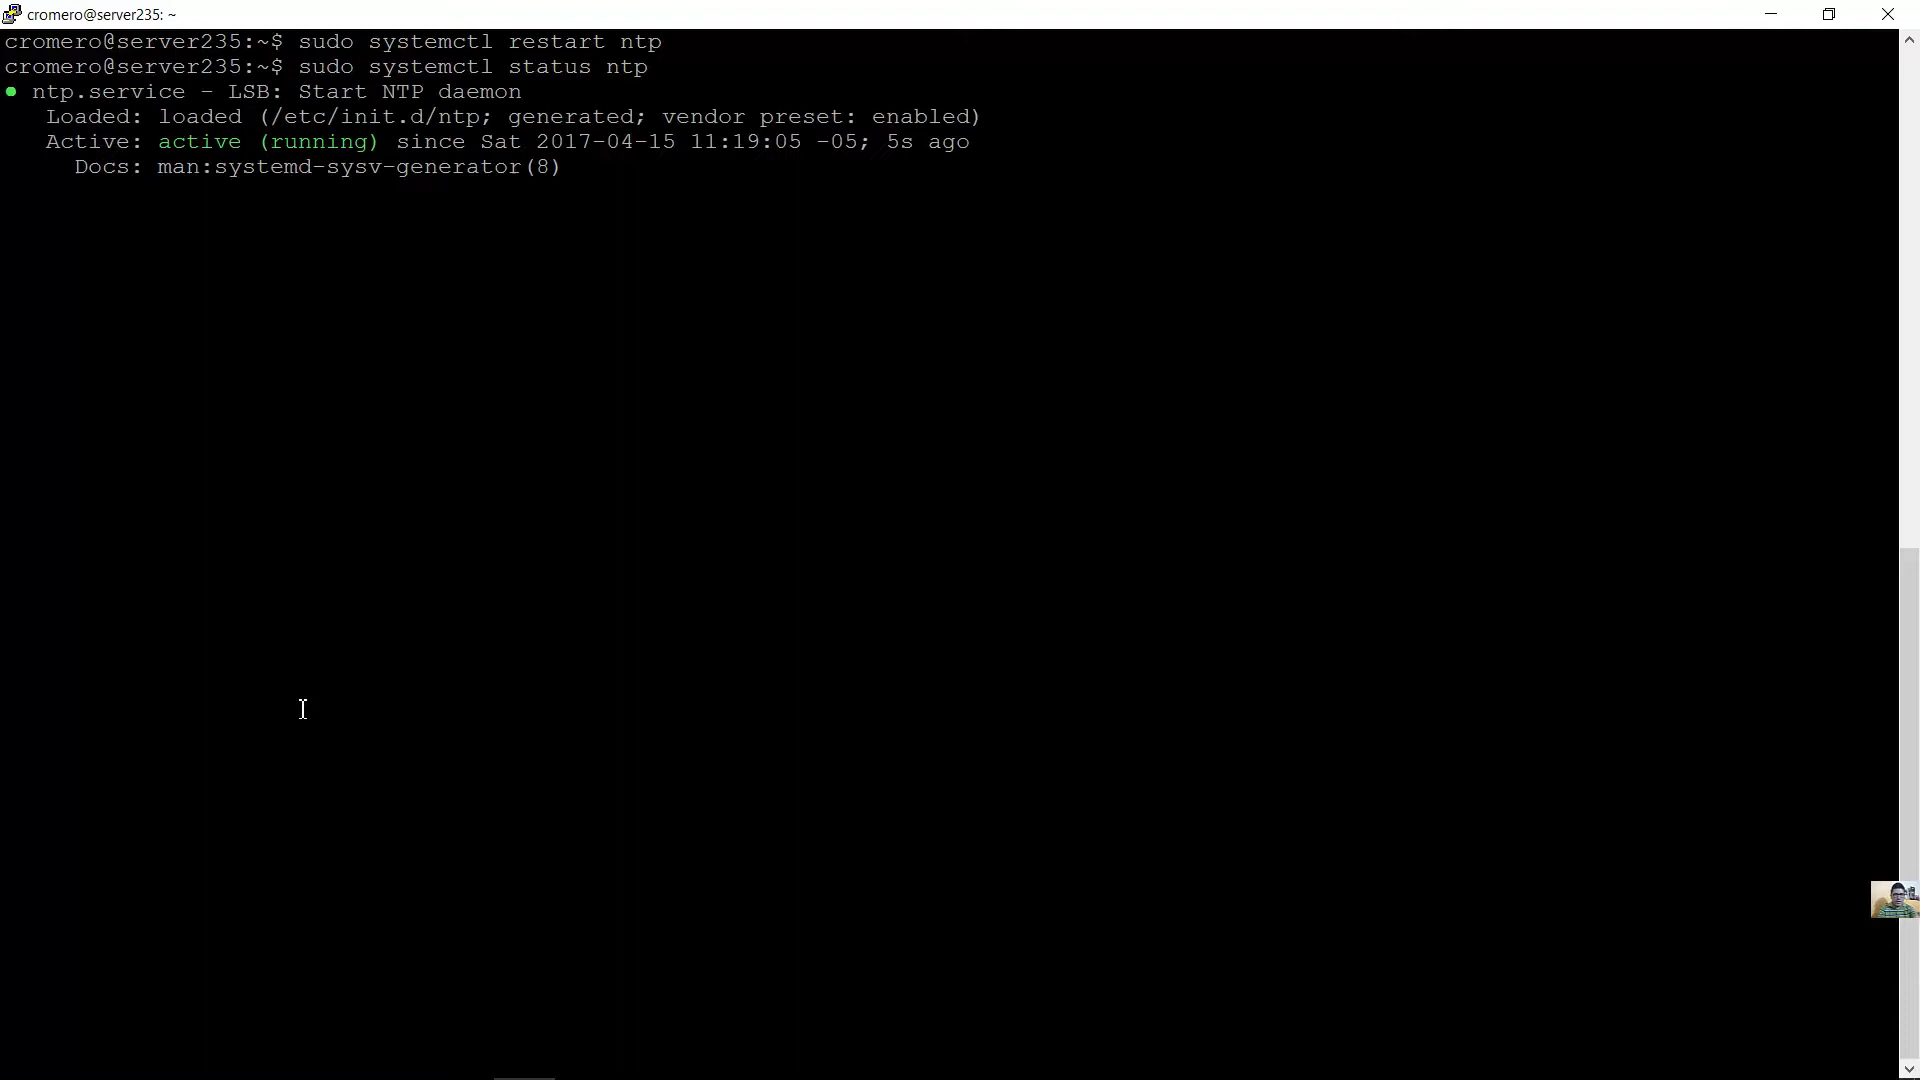 cromero@server235: ~
cromero@server235:~$ sudo systemctl restart ntp
cromero@server235:~$ sudo systemctl status ntp
● ntp.service - LSB: Start NTP daemon
Loaded: loaded (/etc/init.d/ntp; generated; vendor preset: enabled)
Active: active (running) since Sat 2017-04-15 11:19:05 -05; 5s ago
Docs: man:systemd-sysv-generator(8)